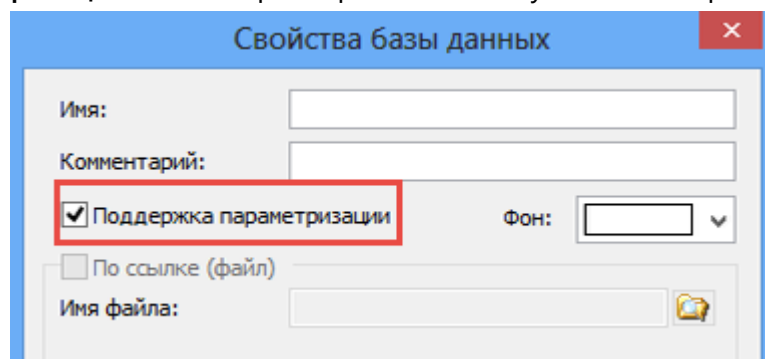 Свойства базы данных
Имя:
Комментарий:
Поддержка параметризации Фон:
По ссылке (файл)
Имя файла: